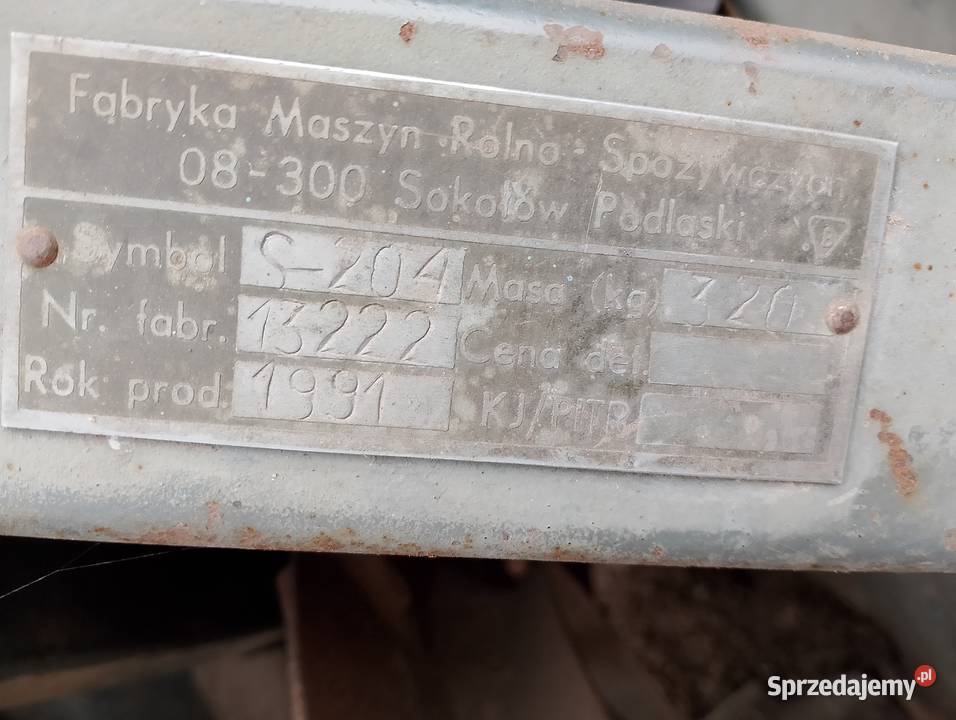 Fabryka Maszyn Rolno-Spożywczych
08-300 Sokołów Podlaski
Symbol S-204 Masa (kg) 320
Nr. fabr. 13222 Cena det.
Rok prod. 1991 KJ/PITR
Sprzedajemy.pl